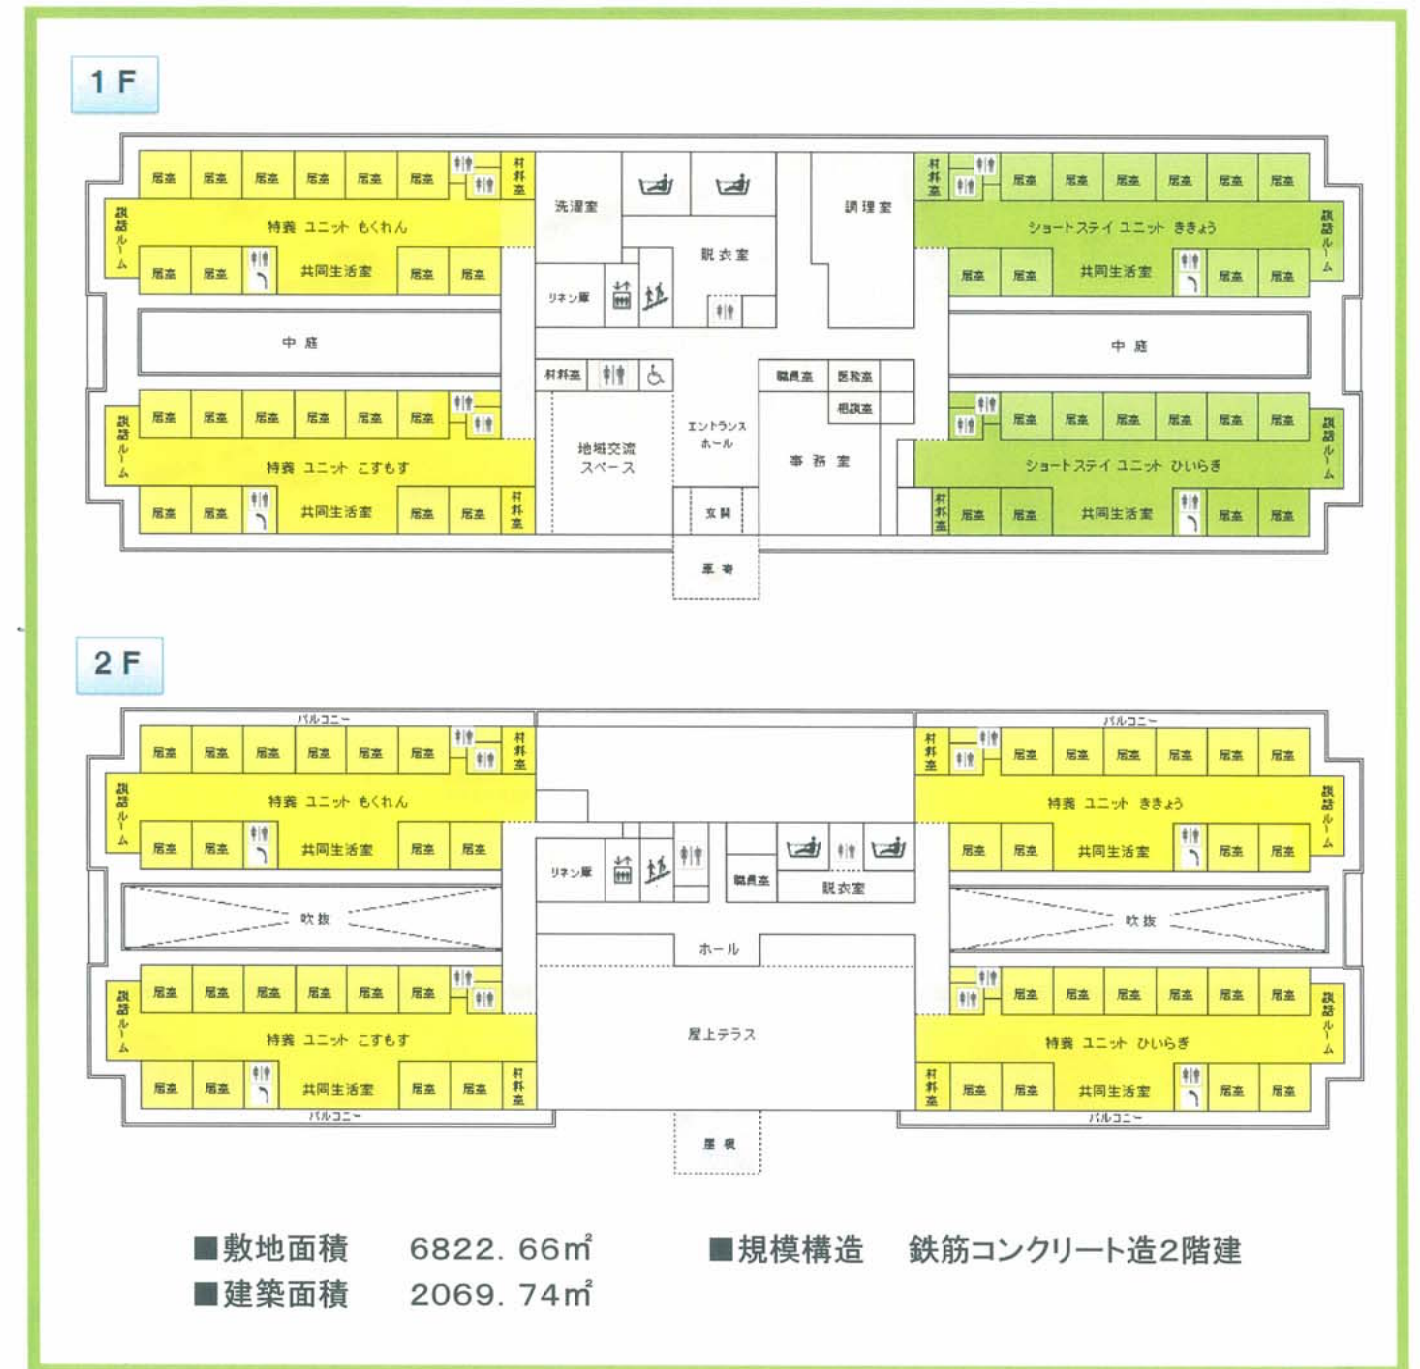 1F
居室 居室 居室 居室 居室 居室 材料室
談話ルーム
特養 ユニット もくれん
居室 居室 共同生活室 居室 居室
洗濯室
脱衣室
調理室
リネン庫
材料室 居室 居室 居室 居室 居室 居室
ショートステイ ユニット ききょう
談話ルーム
居室 居室 共同生活室 居室 居室
中庭
中庭
材料室
職員室 医務室
相談室
エントランス
ホール
地域交流
スペース
事務室
玄関
車寄
居室 居室 居室 居室 居室 居室
談話ルーム
特養 ユニット こすもす
居室 居室 共同生活室 居室 居室 材料室
居室 居室 居室 居室 居室 居室
ショートステイ ユニット ひいらぎ
談話ルーム
材料室 居室 居室 共同生活室 居室 居室
2F
バルコニー
バルコニー
居室 居室 居室 居室 居室 居室 材料室
談話ルーム
特養 ユニット もくれん
居室 居室 共同生活室 居室 居室
材料室 居室 居室 居室 居室 居室 居室
特養 ユニット ききょう
談話ルーム
居室 居室 共同生活室 居室 居室
リネン庫
職員室
脱衣室
吹抜
吹抜
ホール
屋上テラス
居室 居室 居室 居室 居室 居室
談話ルーム
特養 ユニット こすもす
居室 居室 共同生活室 居室 居室 材料室
バルコニー
居室 居室 居室 居室 居室 居室
特養 ユニット ひいらぎ
談話ルーム
材料室 居室 居室 共同生活室 居室 居室
バルコニー
屋根
■敷地面積 6822.66㎡
■建築面積 2069.74㎡
■規模構造 鉄筋コンクリート造2階建